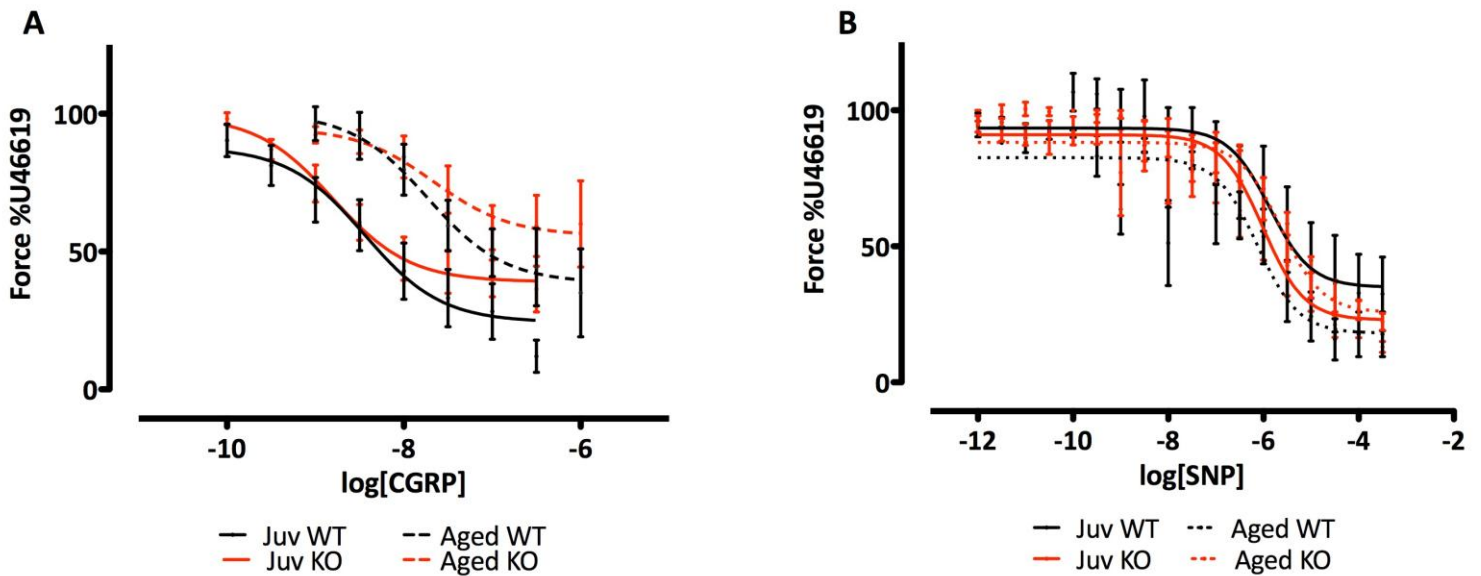 A
Force %U46619
100
50
0
-10
-8
-6
log[CGRP]
Juv WT
Aged WT
Juv KO
Aged KO
B
Force %U46619
100
50
0
-12
-10
-8
-6
-4
-2
log[SNP]
Juv WT
Aged WT
Juv KO
Aged KO